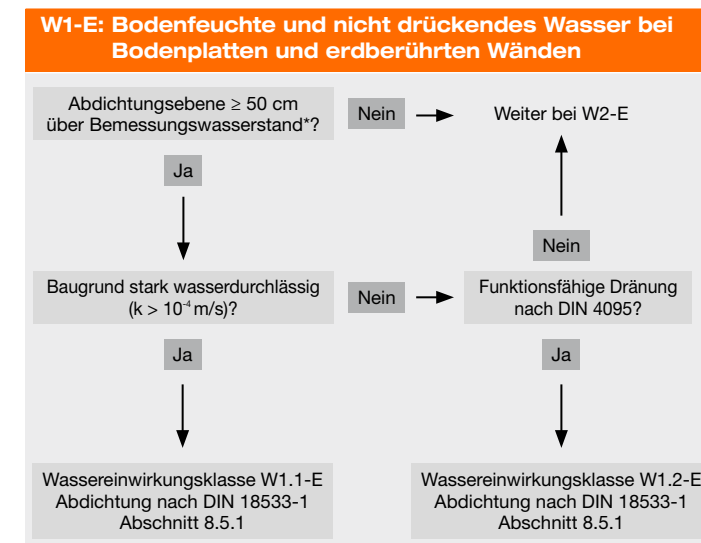 W1-E: Bodenfeuchte und nicht drückendes Wasser bei
Bodenplatten und erdberührten Wänden
Abdichtungsebene ≥ 50 cm
über Bemessungswasserstand*?
Nein
Weiter bei W2-E
Ja
Nein
Baugrund stark wasserdurchlässig
(k > 10⁻⁴ m/s)?
Nein
Funktionsfähige Dränung
nach DIN 4095?
Ja
Ja
Wassereinwirkungsklasse W1.1-E
Abdichtung nach DIN 18533-1
Abschnitt 8.5.1
Wassereinwirkungsklasse W1.2-E
Abdichtung nach DIN 18533-1
Abschnitt 8.5.1